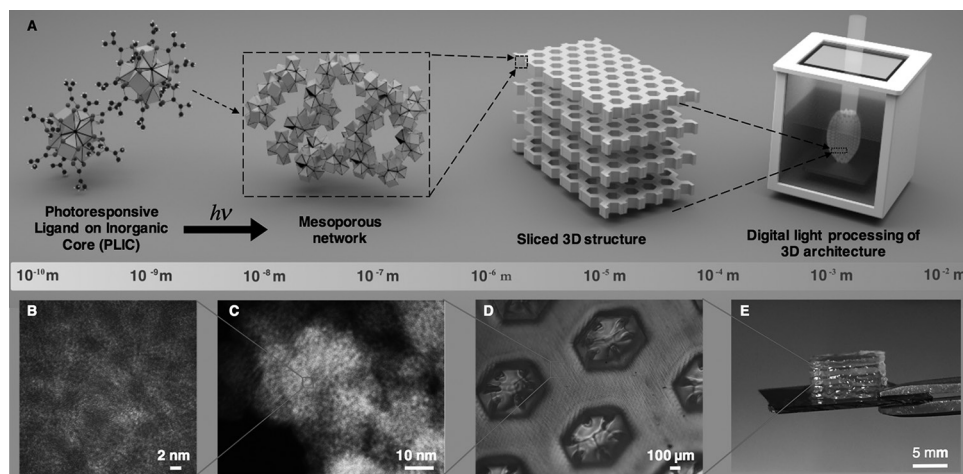 A
Photoresponsive
Ligand on Inorganic
Core (PLIC)
hν
Mesoporous
network
Sliced 3D structure
Digital light processing of
3D architecture
10⁻¹⁰ m 10⁻⁹ m 10⁻⁸ m 10⁻⁷ m 10⁻⁶ m 10⁻⁵ m 10⁻⁴ m 10⁻³ m 10⁻² m
B
2 nm
C
10 nm
D
100 µm
E
5 mm